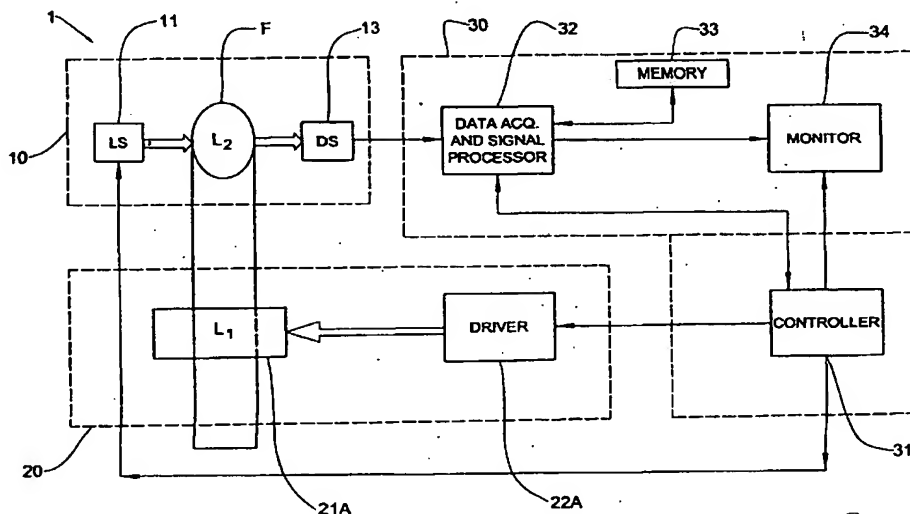 1
11
F
13
30
32
33
34
MEMORY
LS
L2
DS
DATA ACQ.
AND SIGNAL
PROCESSOR
MONITOR
10
L1
DRIVER
CONTROLLER
20
21A
22A
31